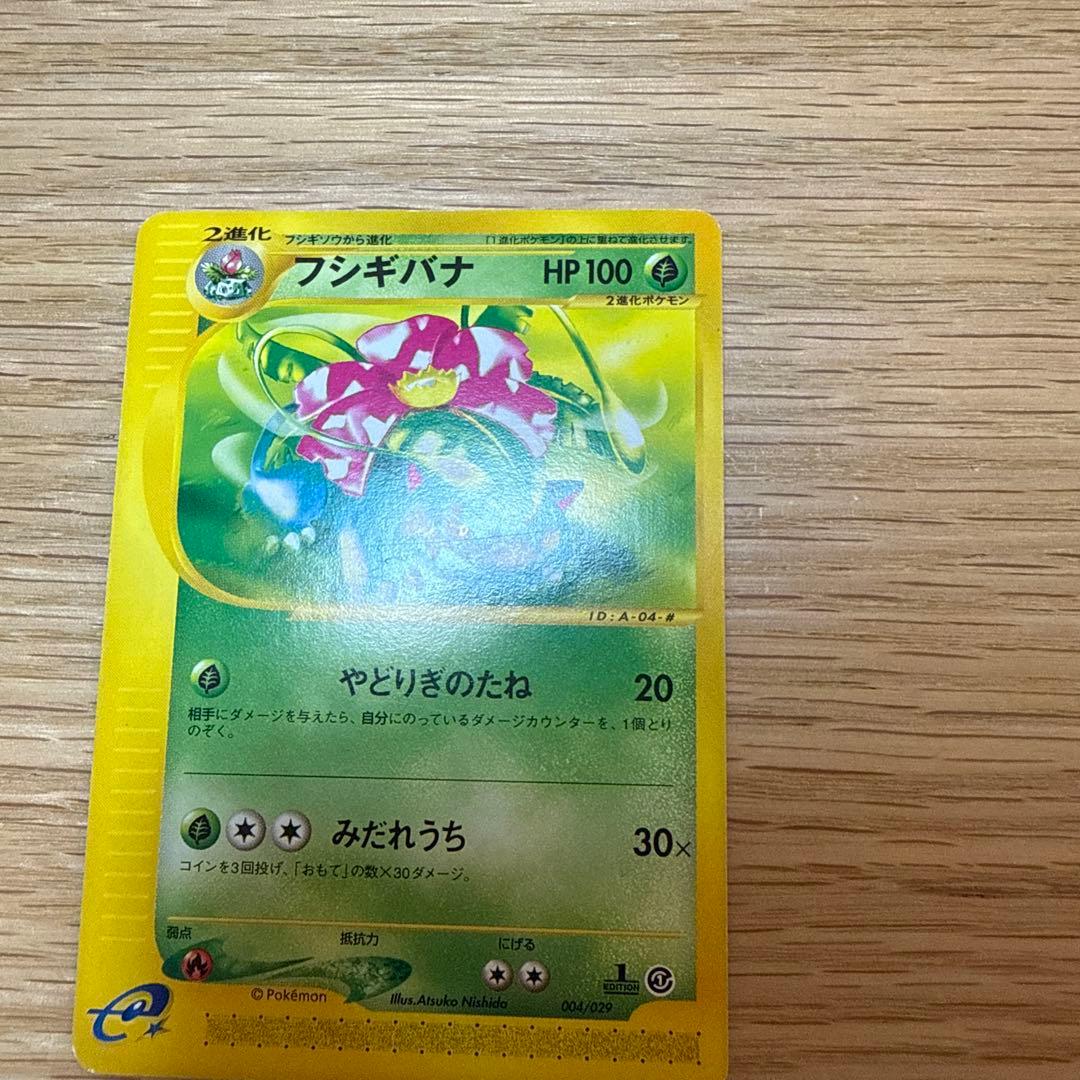 2進化 フシギソウから進化 「1進化ポケモン」の上に重ねて進化させます。
フシギバナ HP100
2進化ポケモン
ID:A-04-#
やどりぎのたね 20
相手にダメージを与えたら、自分にのっているダメージカウンターを、1個とり
のぞく。
みだれうち 30×
コインを3回投げ、「おもて」の数×30ダメージ。
弱点 抵抗力 にげる
1
EDITION
©Pokémon Illus.Atsuko Nishida 004/029
e